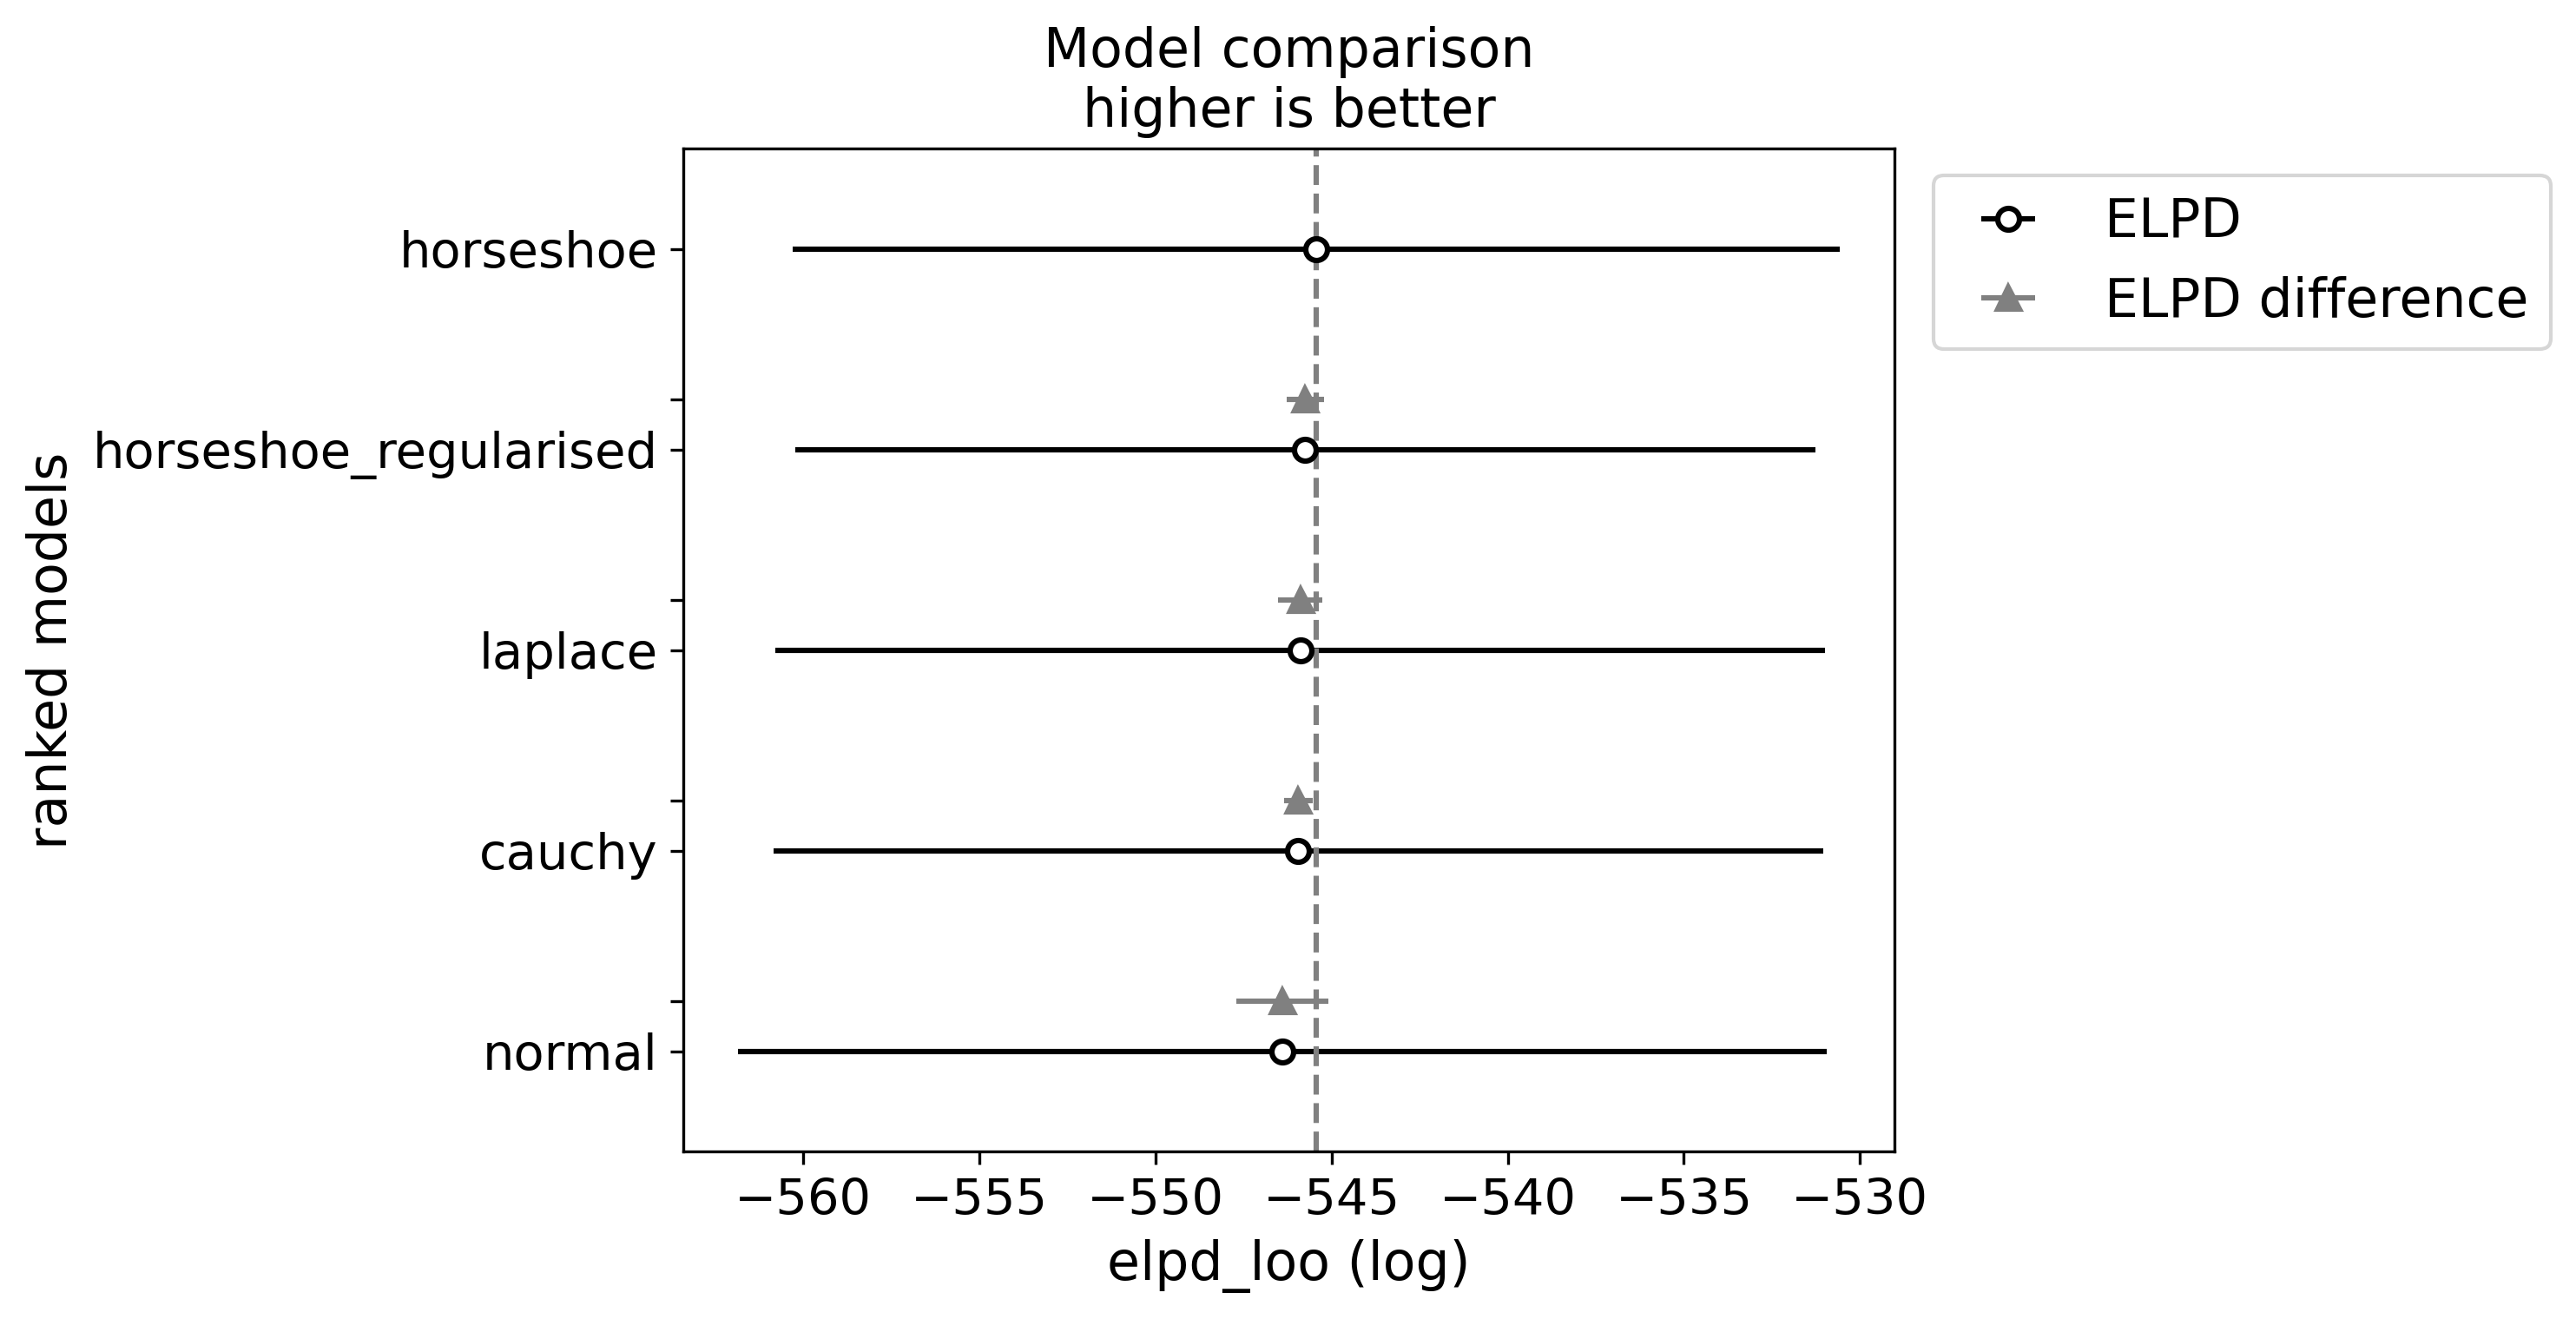 Model comparison
higher is better
ELPD
ELPD difference
horseshoe
horseshoe_regularised
laplace
cauchy
normal
ranked models
−560 −555 −550 −545 −540 −535 −530
elpd_loo (log)